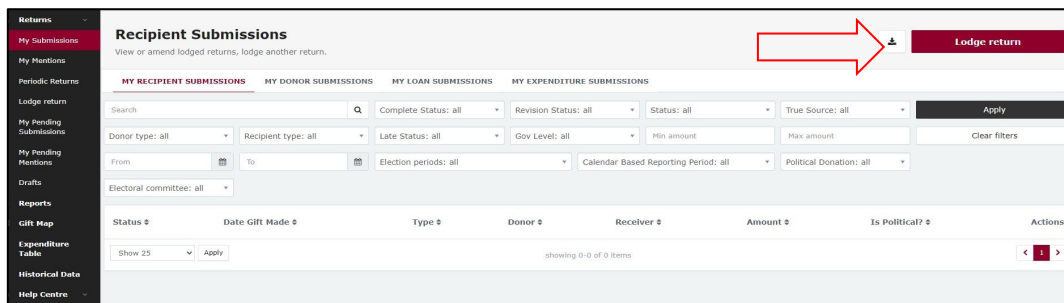 Returns
My Submissions
My Mentions
Periodic Returns
Lodge return
My Pending
Submissions
My Pending
Mentions
Drafts
Reports
Gift Map
Expenditure
Table
Historical Data
Help Centre
Recipient Submissions
View or amend lodged returns, lodge another return.
Lodge return
MY RECIPIENT SUBMISSIONS MY DONOR SUBMISSIONS MY LOAN SUBMISSIONS MY EXPENDITURE SUBMISSIONS
Search Complete Status: all Revision Status: all Status: all True Source: all Apply
Donor type: all Recipient type: all Late Status: all Gov Level: all Min amount Max amount Clear filters
From To Election periods: all Calendar Based Reporting Period: all Political Donation: all
Electoral committee: all
Status Date Gift Made Type Donor Receiver Amount Is Political? Actions
Show 25 Apply showing 0-0 of 0 items 1